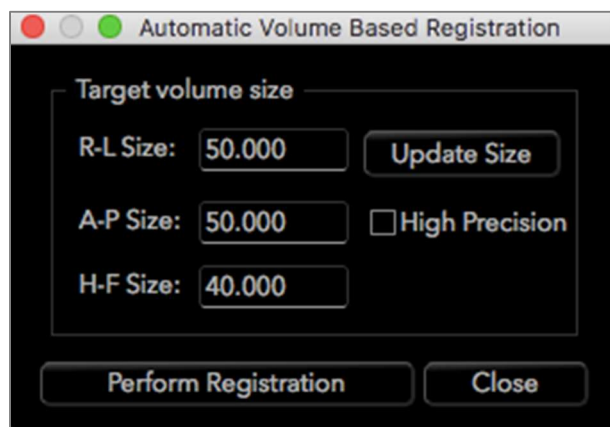 Automatic Volume Based Registration
Target volume size
R-L Size: 50.000 Update Size
A-P Size: 50.000 High Precision
H-F Size: 40.000
Perform Registration Close